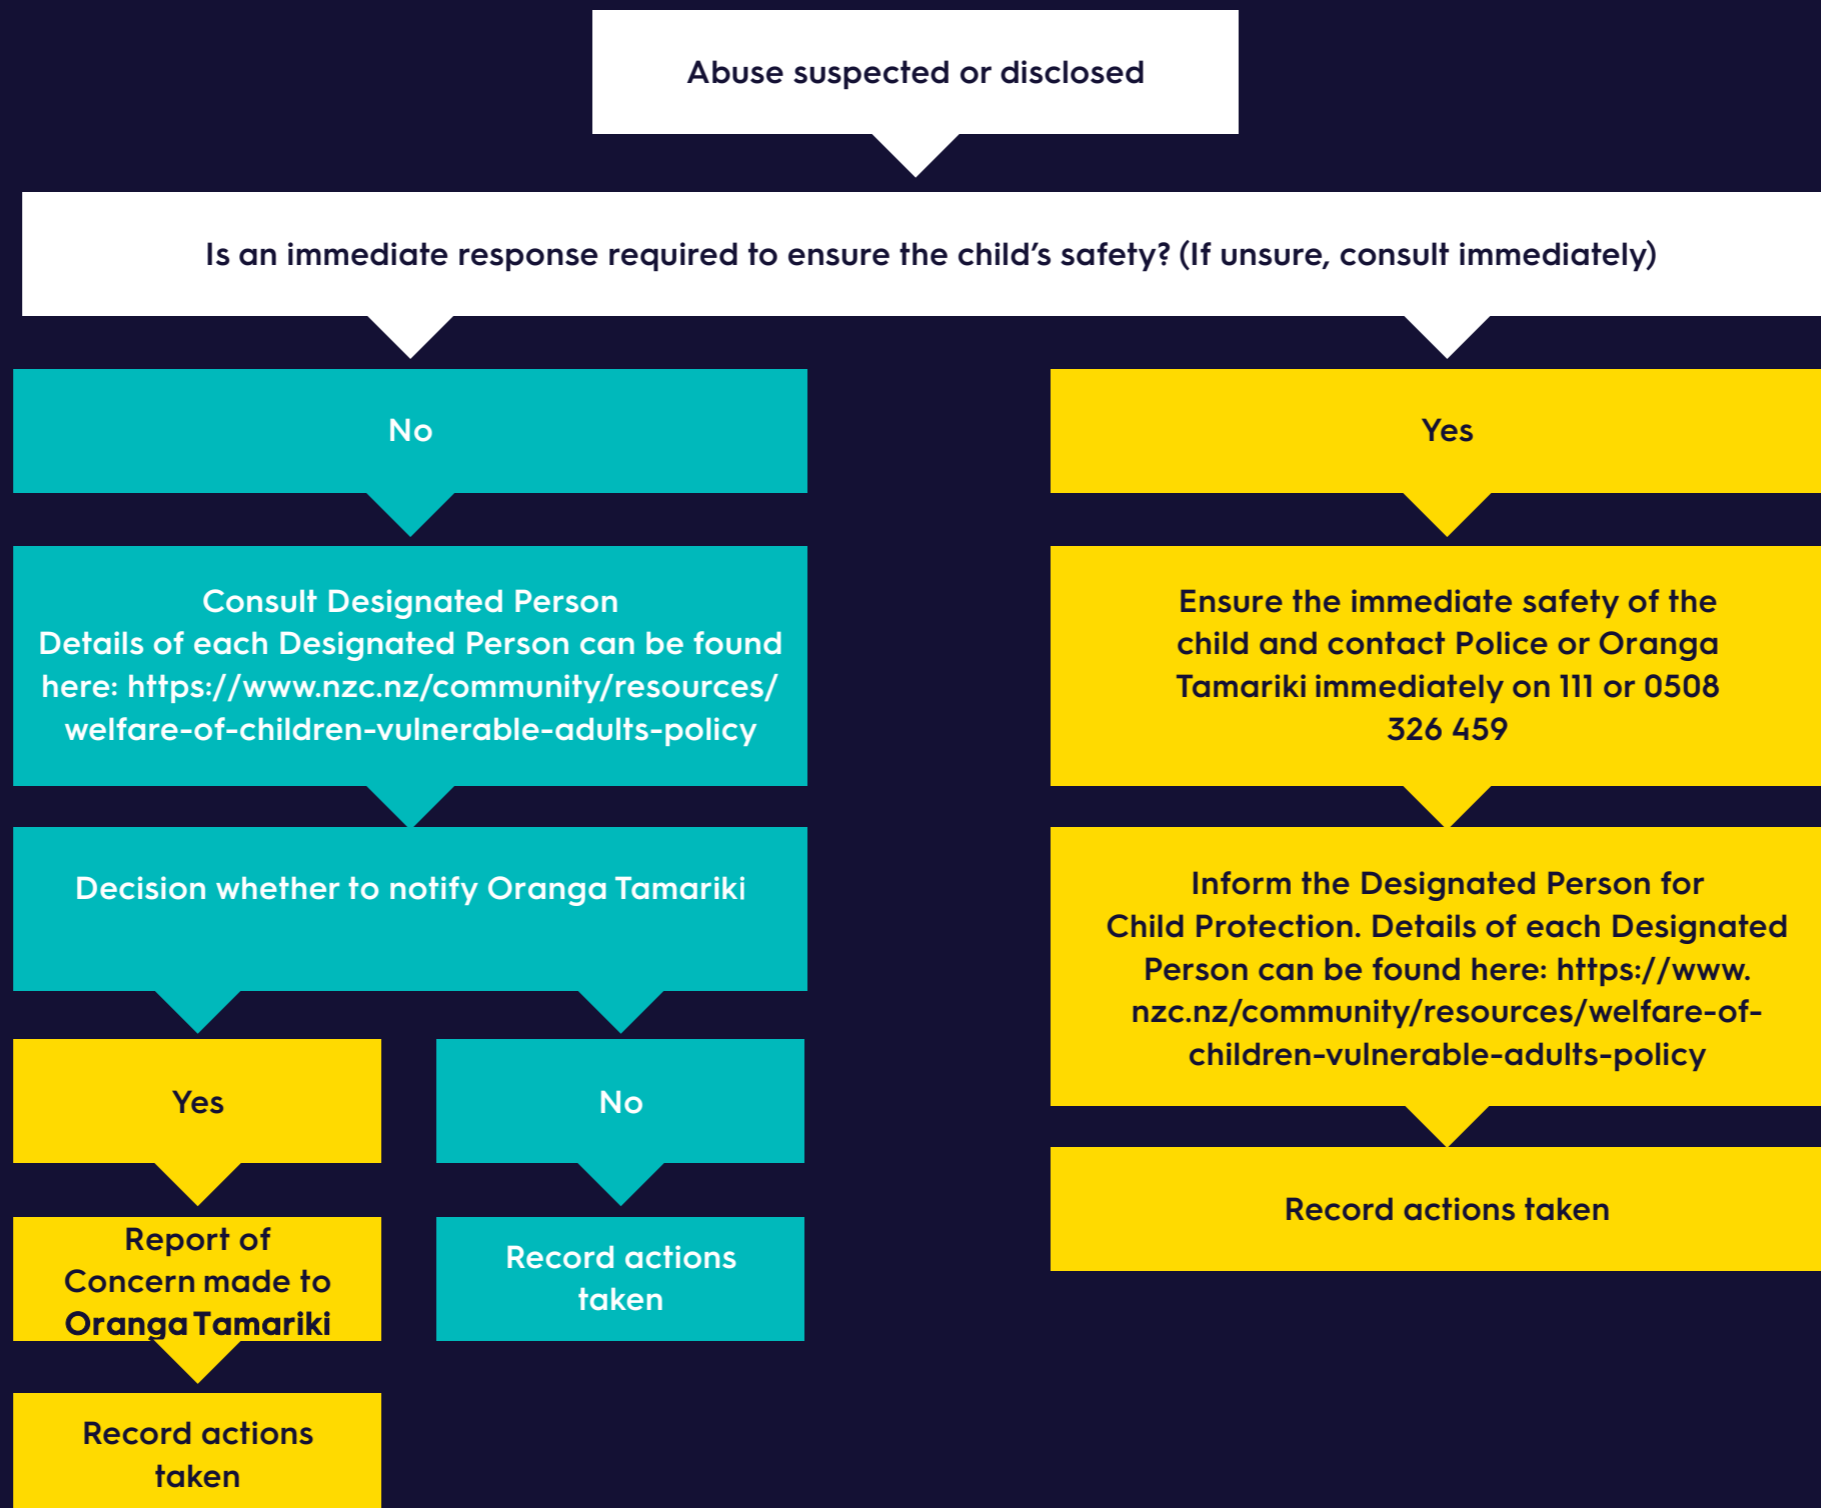 Abuse suspected or disclosed
Is an immediate response required to ensure the child's safety? (If unsure, consult immediately)
No
Consult Designated Person
Details of each Designated Person can be found
here: https://www.nzc.nz/community/resources/
welfare-of-children-vulnerable-adults-policy
Decision whether to notify Oranga Tamariki
Yes
Report of
Concern made to
Oranga Tamariki
Record actions
taken
No
Record actions
taken
Yes
Ensure the immediate safety of the
child and contact Police or Oranga
Tamariki immediately on 111 or 0508
326 459
Inform the Designated Person for
Child Protection. Details of each Designated
Person can be found here: https://www.
nzc.nz/community/resources/welfare-of-
children-vulnerable-adults-policy
Record actions taken